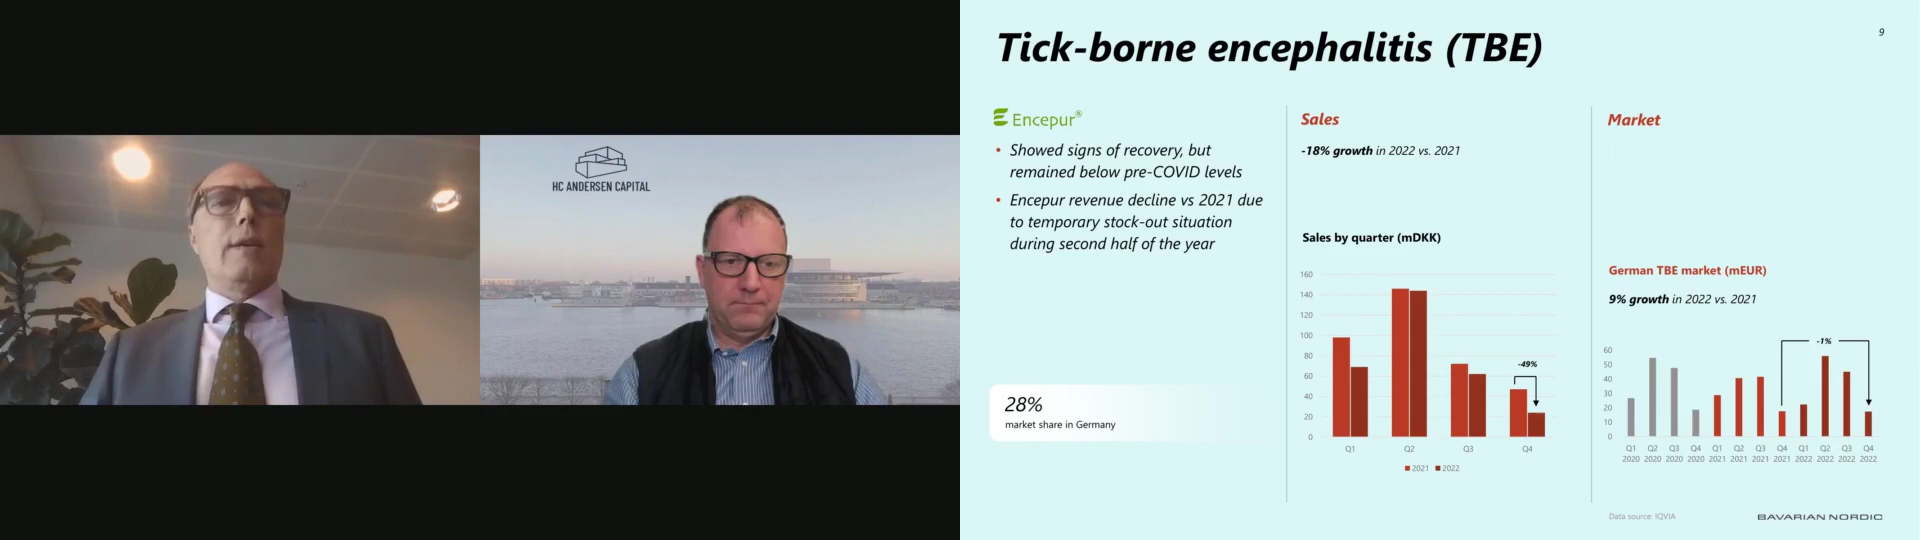 HC ANDERSEN CAPITAL
Tick-borne encephalitis (TBE)
9
Encepur®
• Showed signs of recovery, but
remained below pre-COVID levels
• Encepur revenue decline vs 2021 due
to temporary stock-out situation
during second half of the year
28%
market share in Germany
Sales
-18% growth in 2022 vs. 2021
Sales by quarter (mDKK)
160
140
120
100
80
60
40
20
0
-49%
Q1 Q2 Q3 Q4
2021 2022
Market
German TBE market (mEUR)
9% growth in 2022 vs. 2021
-1%
60
50
40
30
20
10
0
Q1 Q2 Q3 Q4 Q1 Q2 Q3 Q4 Q1 Q2 Q3 Q4
2020 2020 2020 2020 2021 2021 2021 2021 2022 2022 2022 2022
Data source: IQVIA
BAVARIAN NORDIC